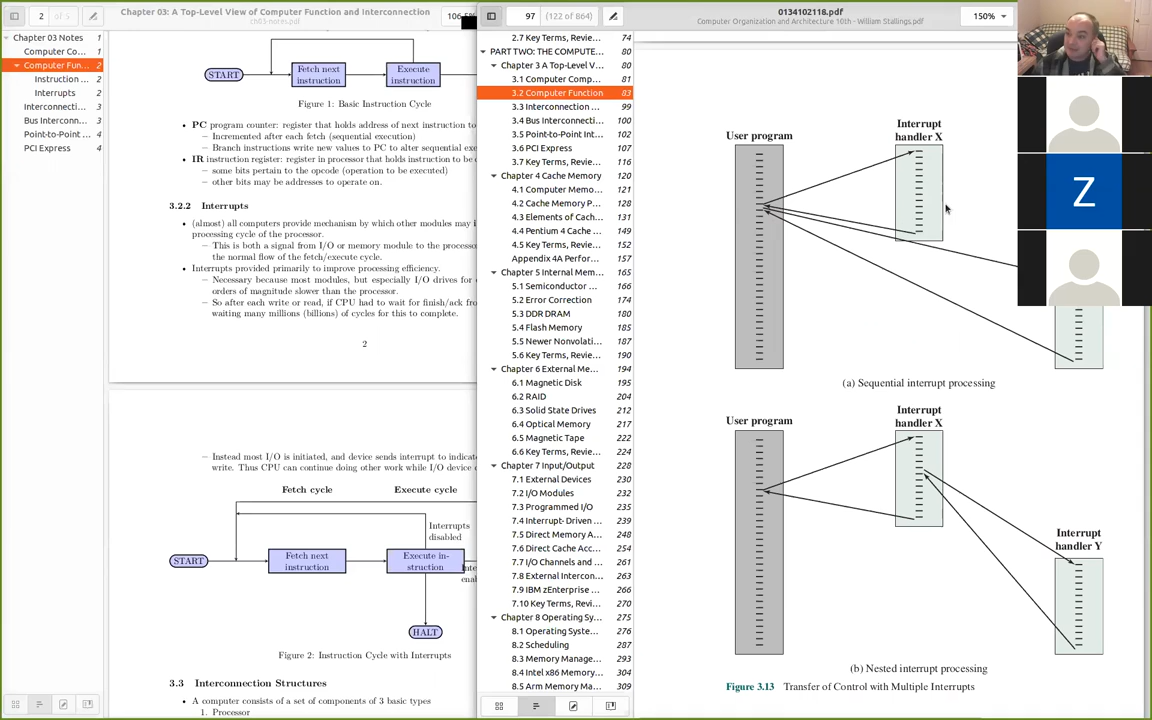 2 of 5
Chapter 03: A Top-Level View of Computer Function and Interconnection
ch03-notes.pdf
106.
Chapter 03 Notes 1
Computer Co... 2
Computer Fun... 2
Instruction ... 2
Interrupts 2
Interconnecti... 3
Bus Interconn... 3
Point-to-Point ... 4
PCI Express 4
START
Fetch next
instruction
Execute
instruction
Figure 1: Basic Instruction Cycle
• PC program counter: register that holds address of next instruction to
– Incremented after each fetch (sequential execution)
– Branch instructions write new values to PC to alter sequential exe
• IR instruction register: register in processor that holds instruction to be
– some bits pertain to the opcode (operation to be executed)
– other bits may be addresses to operate on.
3.2.2 Interrupts
• (almost) all computers provide mechanism by which other modules may i
processing cycle of the processor.
– This is both a signal from I/O or memory module to the processo
the normal flow of the fetch/execute cycle.
• Interrupts provided primarily to improve processing efficiency.
– Necessary because most modules, but especially I/O drives for
orders of magnitude slower than the processor.
– So after each write or read, if CPU had to wait for finish/ack from
waiting many millions (billions) of cycles for this to complete.
2
– Instead most I/O is initiated, and device sends interrupt to indicat
write. Thus CPU can continue doing other work while I/O device
Fetch cycle Execute cycle
Interrupts
disabled
START
Fetch next
instruction
Execute in-
struction
Inte
enab
HALT
Figure 2: Instruction Cycle with Interrupts
3.3 Interconnection Structures
• A computer consists of a set of components of 3 basic types
1. Processor
97 (122 of 864)
0134102118.pdf
Computer Organization and Architecture 10th - William Stallings.pdf
150%
2.7 Key Terms, Revie... 74
PART TWO: THE COMPUTE... 80
Chapter 3 A Top-Level V... 80
3.1 Computer Comp... 81
3.2 Computer Function 83
3.3 Interconnection ... 99
3.4 Bus Interconnecti... 100
3.5 Point-to-Point Int... 102
3.6 PCI Express 107
3.7 Key Terms, Revie... 116
Chapter 4 Cache Memory 120
4.1 Computer Memo... 121
4.2 Cache Memory P... 128
4.3 Elements of Cach... 131
4.4 Pentium 4 Cache ... 149
4.5 Key Terms, Revie... 152
Appendix 4A Perfor... 157
Chapter 5 Internal Mem... 165
5.1 Semiconductor ... 166
5.2 Error Correction 174
5.3 DDR DRAM 180
5.4 Flash Memory 185
5.5 Newer Nonvolati... 187
5.6 Key Terms, Revie... 190
Chapter 6 External Me... 194
6.1 Magnetic Disk 195
6.2 RAID 204
6.3 Solid State Drives 212
6.4 Optical Memory 217
6.5 Magnetic Tape 222
6.6 Key Terms, Revie... 224
Chapter 7 Input/Output 228
7.1 External Devices 230
7.2 I/O Modules 232
7.3 Programmed I/O 235
7.4 Interrupt- Driven ... 239
7.5 Direct Memory A... 248
7.6 Direct Cache Acc... 254
7.7 I/O Channels and ... 261
7.8 External Intercon... 263
7.9 IBM zEnterprise ... 266
7.10 Key Terms, Revi... 270
Chapter 8 Operating Sy... 275
8.1 Operating Syste... 276
8.2 Scheduling 287
8.3 Memory Manage... 293
8.4 Intel x86 Memory... 304
8.5 Arm Memory Ma... 309
User program
Interrupt
handler X
(a) Sequential interrupt processing
User program
Interrupt
handler X
Interrupt
handler Y
(b) Nested interrupt processing
Figure 3.13 Transfer of Control with Multiple Interrupts
Z